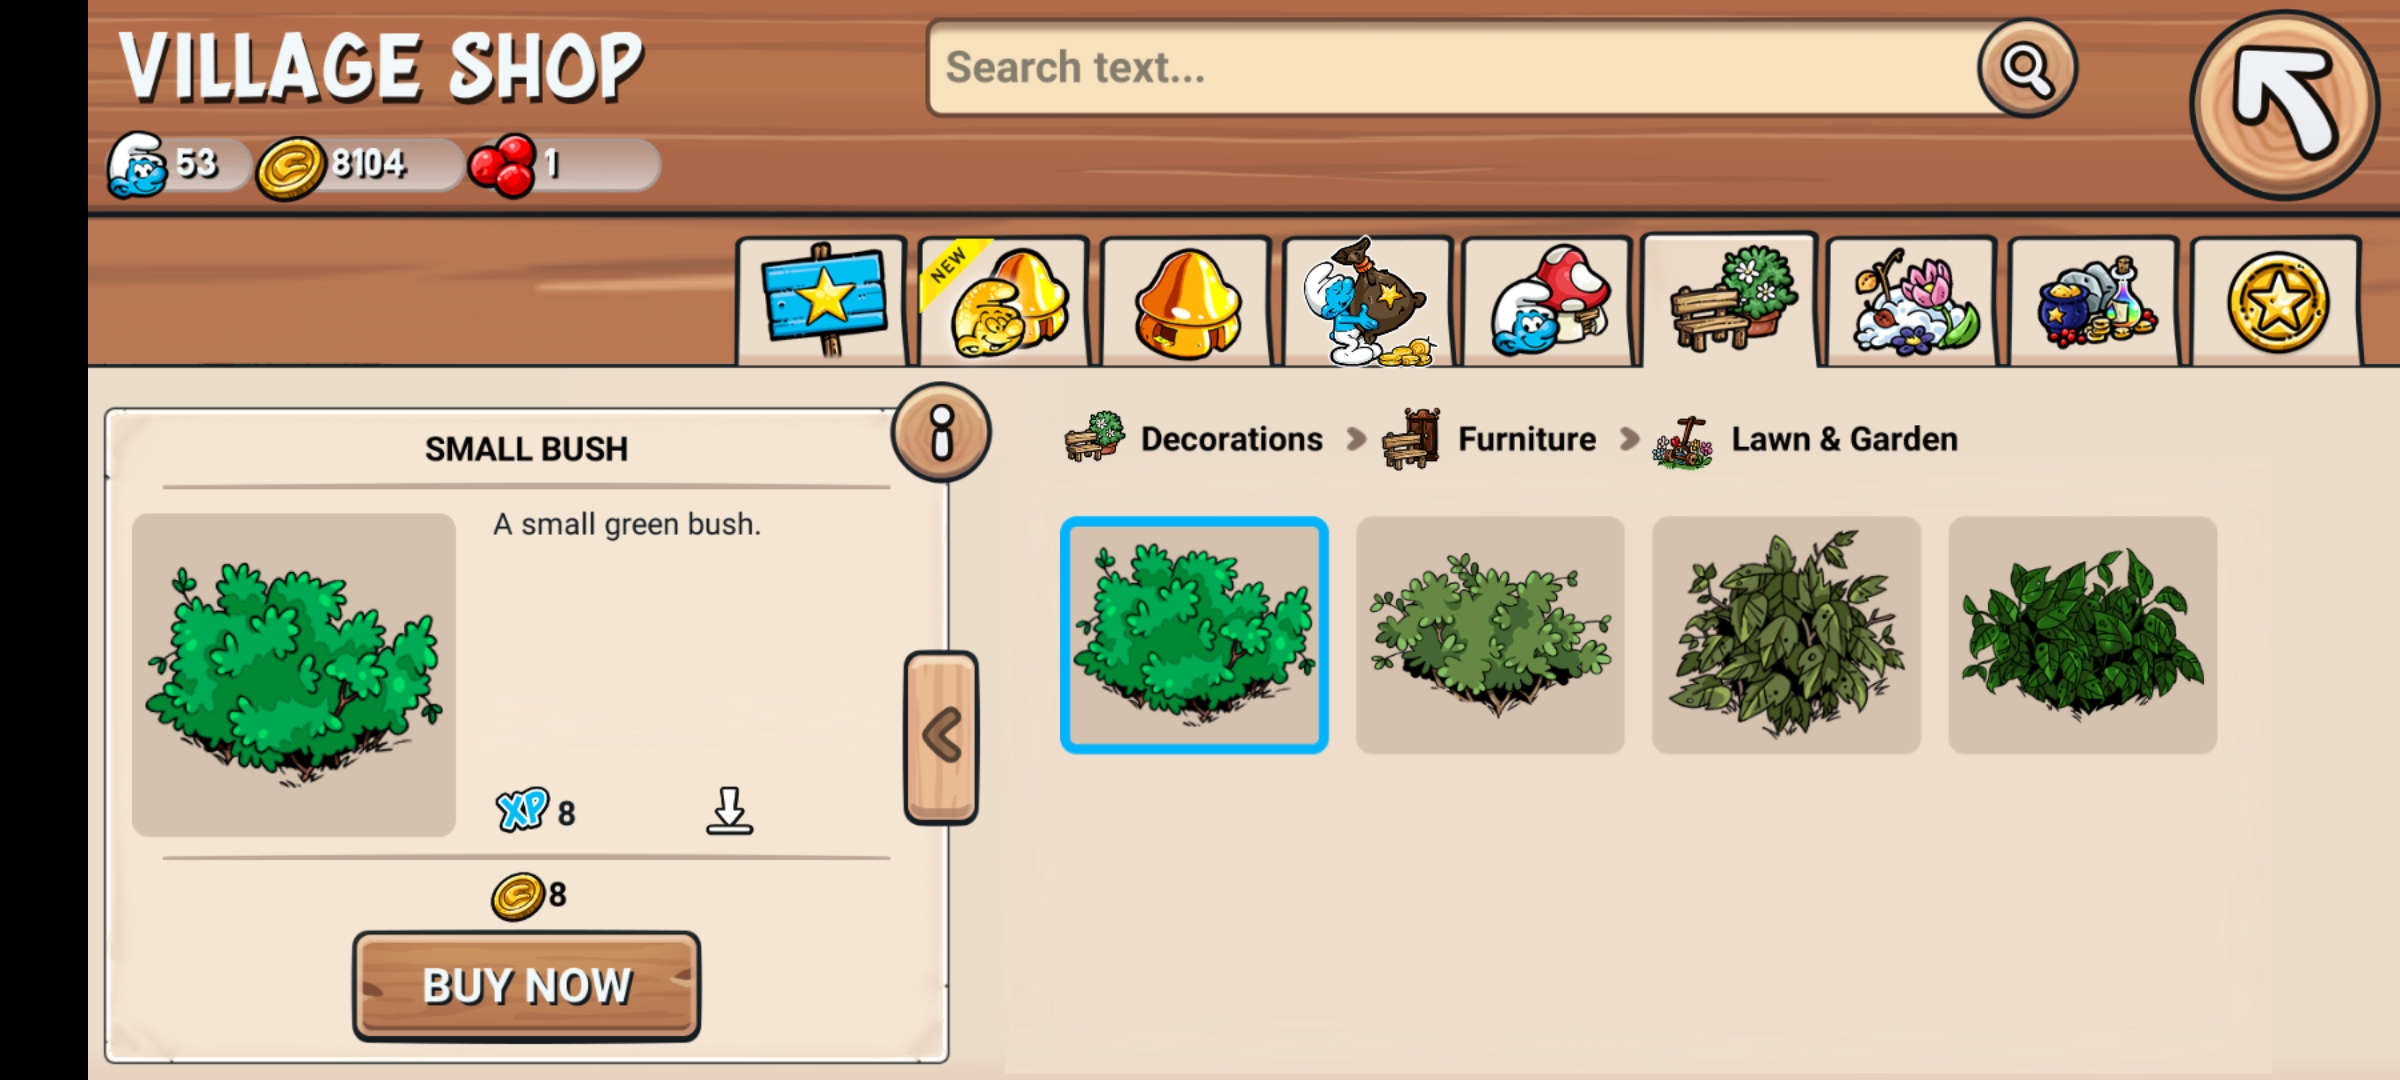 VILLAGE SHOP
Search text...
53
8104
1
NEW
SMALL BUSH
A small green bush.
XP 8
8
BUY NOW
Decorations > Furniture > Lawn & Garden